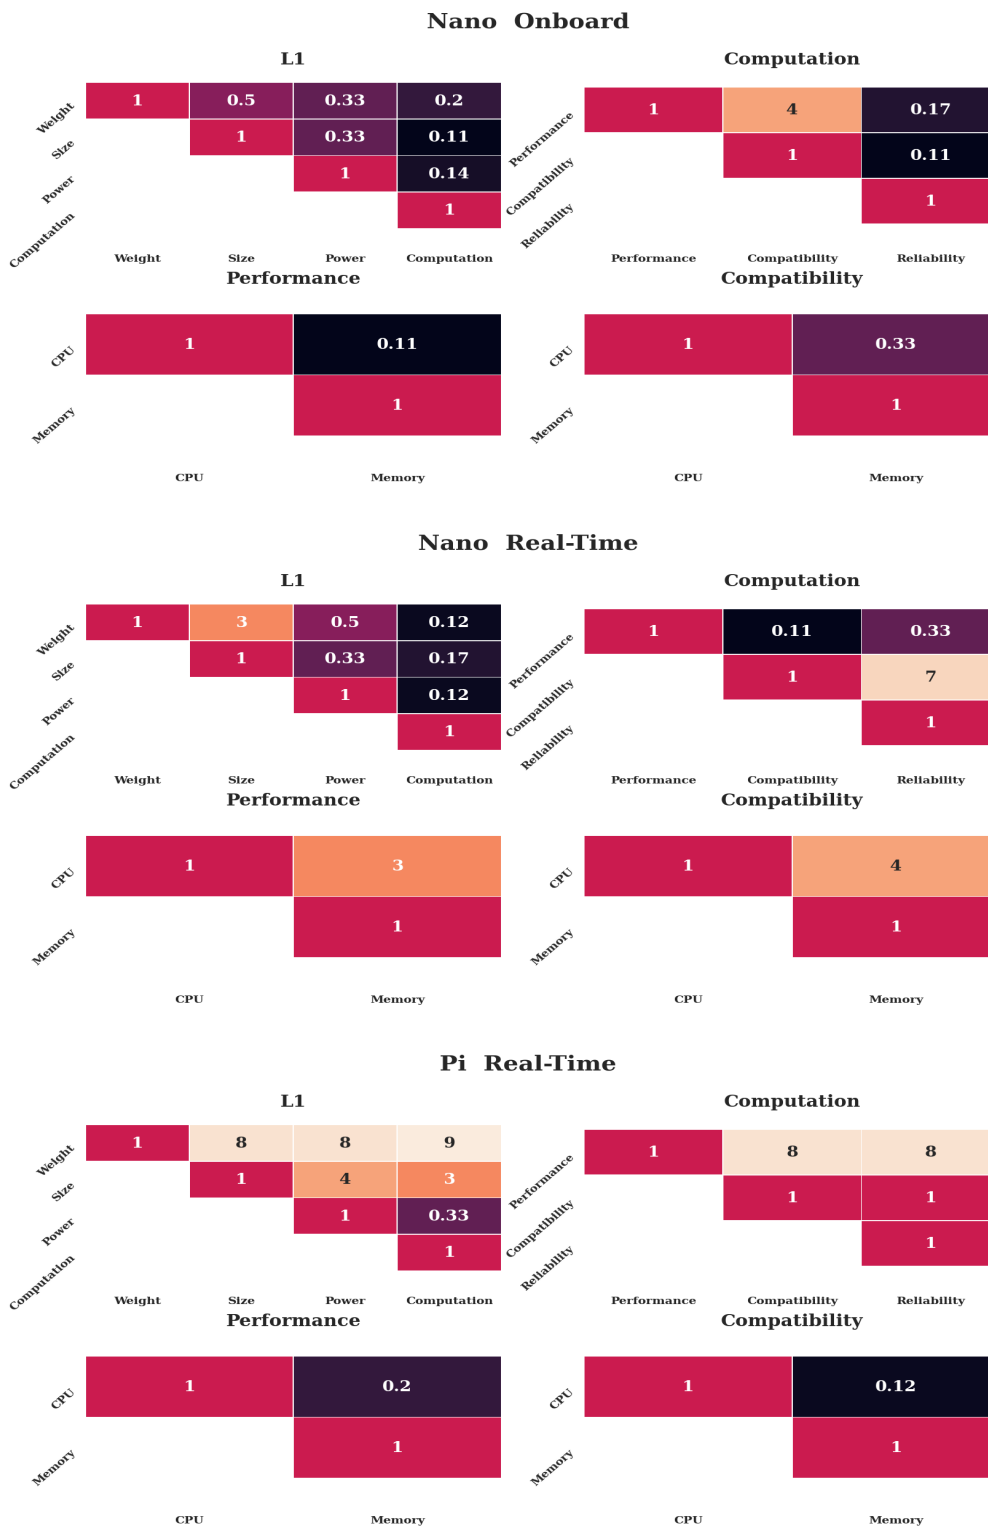 Nano Onboard
L1
Computation
Weight 1 0.5 0.33 0.2
Size 1 0.33 0.11
Power 1 0.14
Computation 1
Weight Size Power Computation
Performance 1 4 0.17
Compatibility 1 0.11
Reliability 1
Performance Compatibility Reliability
Performance
CPU 1 0.11
Memory 1
CPU Memory
Compatibility
CPU 1 0.33
Memory 1
CPU Memory
Nano Real-Time
L1
Computation
Weight 1 3 0.5 0.12
Size 1 0.33 0.17
Power 1 0.12
Computation 1
Weight Size Power Computation
Performance 1 0.11 0.33
Compatibility 1 7
Reliability 1
Performance Compatibility Reliability
Performance
CPU 1 3
Memory 1
CPU Memory
Compatibility
CPU 1 4
Memory 1
CPU Memory
Pi Real-Time
L1
Computation
Weight 1 8 8 9
Size 1 4 3
Power 1 0.33
Computation 1
Weight Size Power Computation
Performance 1 8 8
Compatibility 1 1
Reliability 1
Performance Compatibility Reliability
Performance
CPU 1 0.2
Memory 1
CPU Memory
Compatibility
CPU 1 0.12
Memory 1
CPU Memory